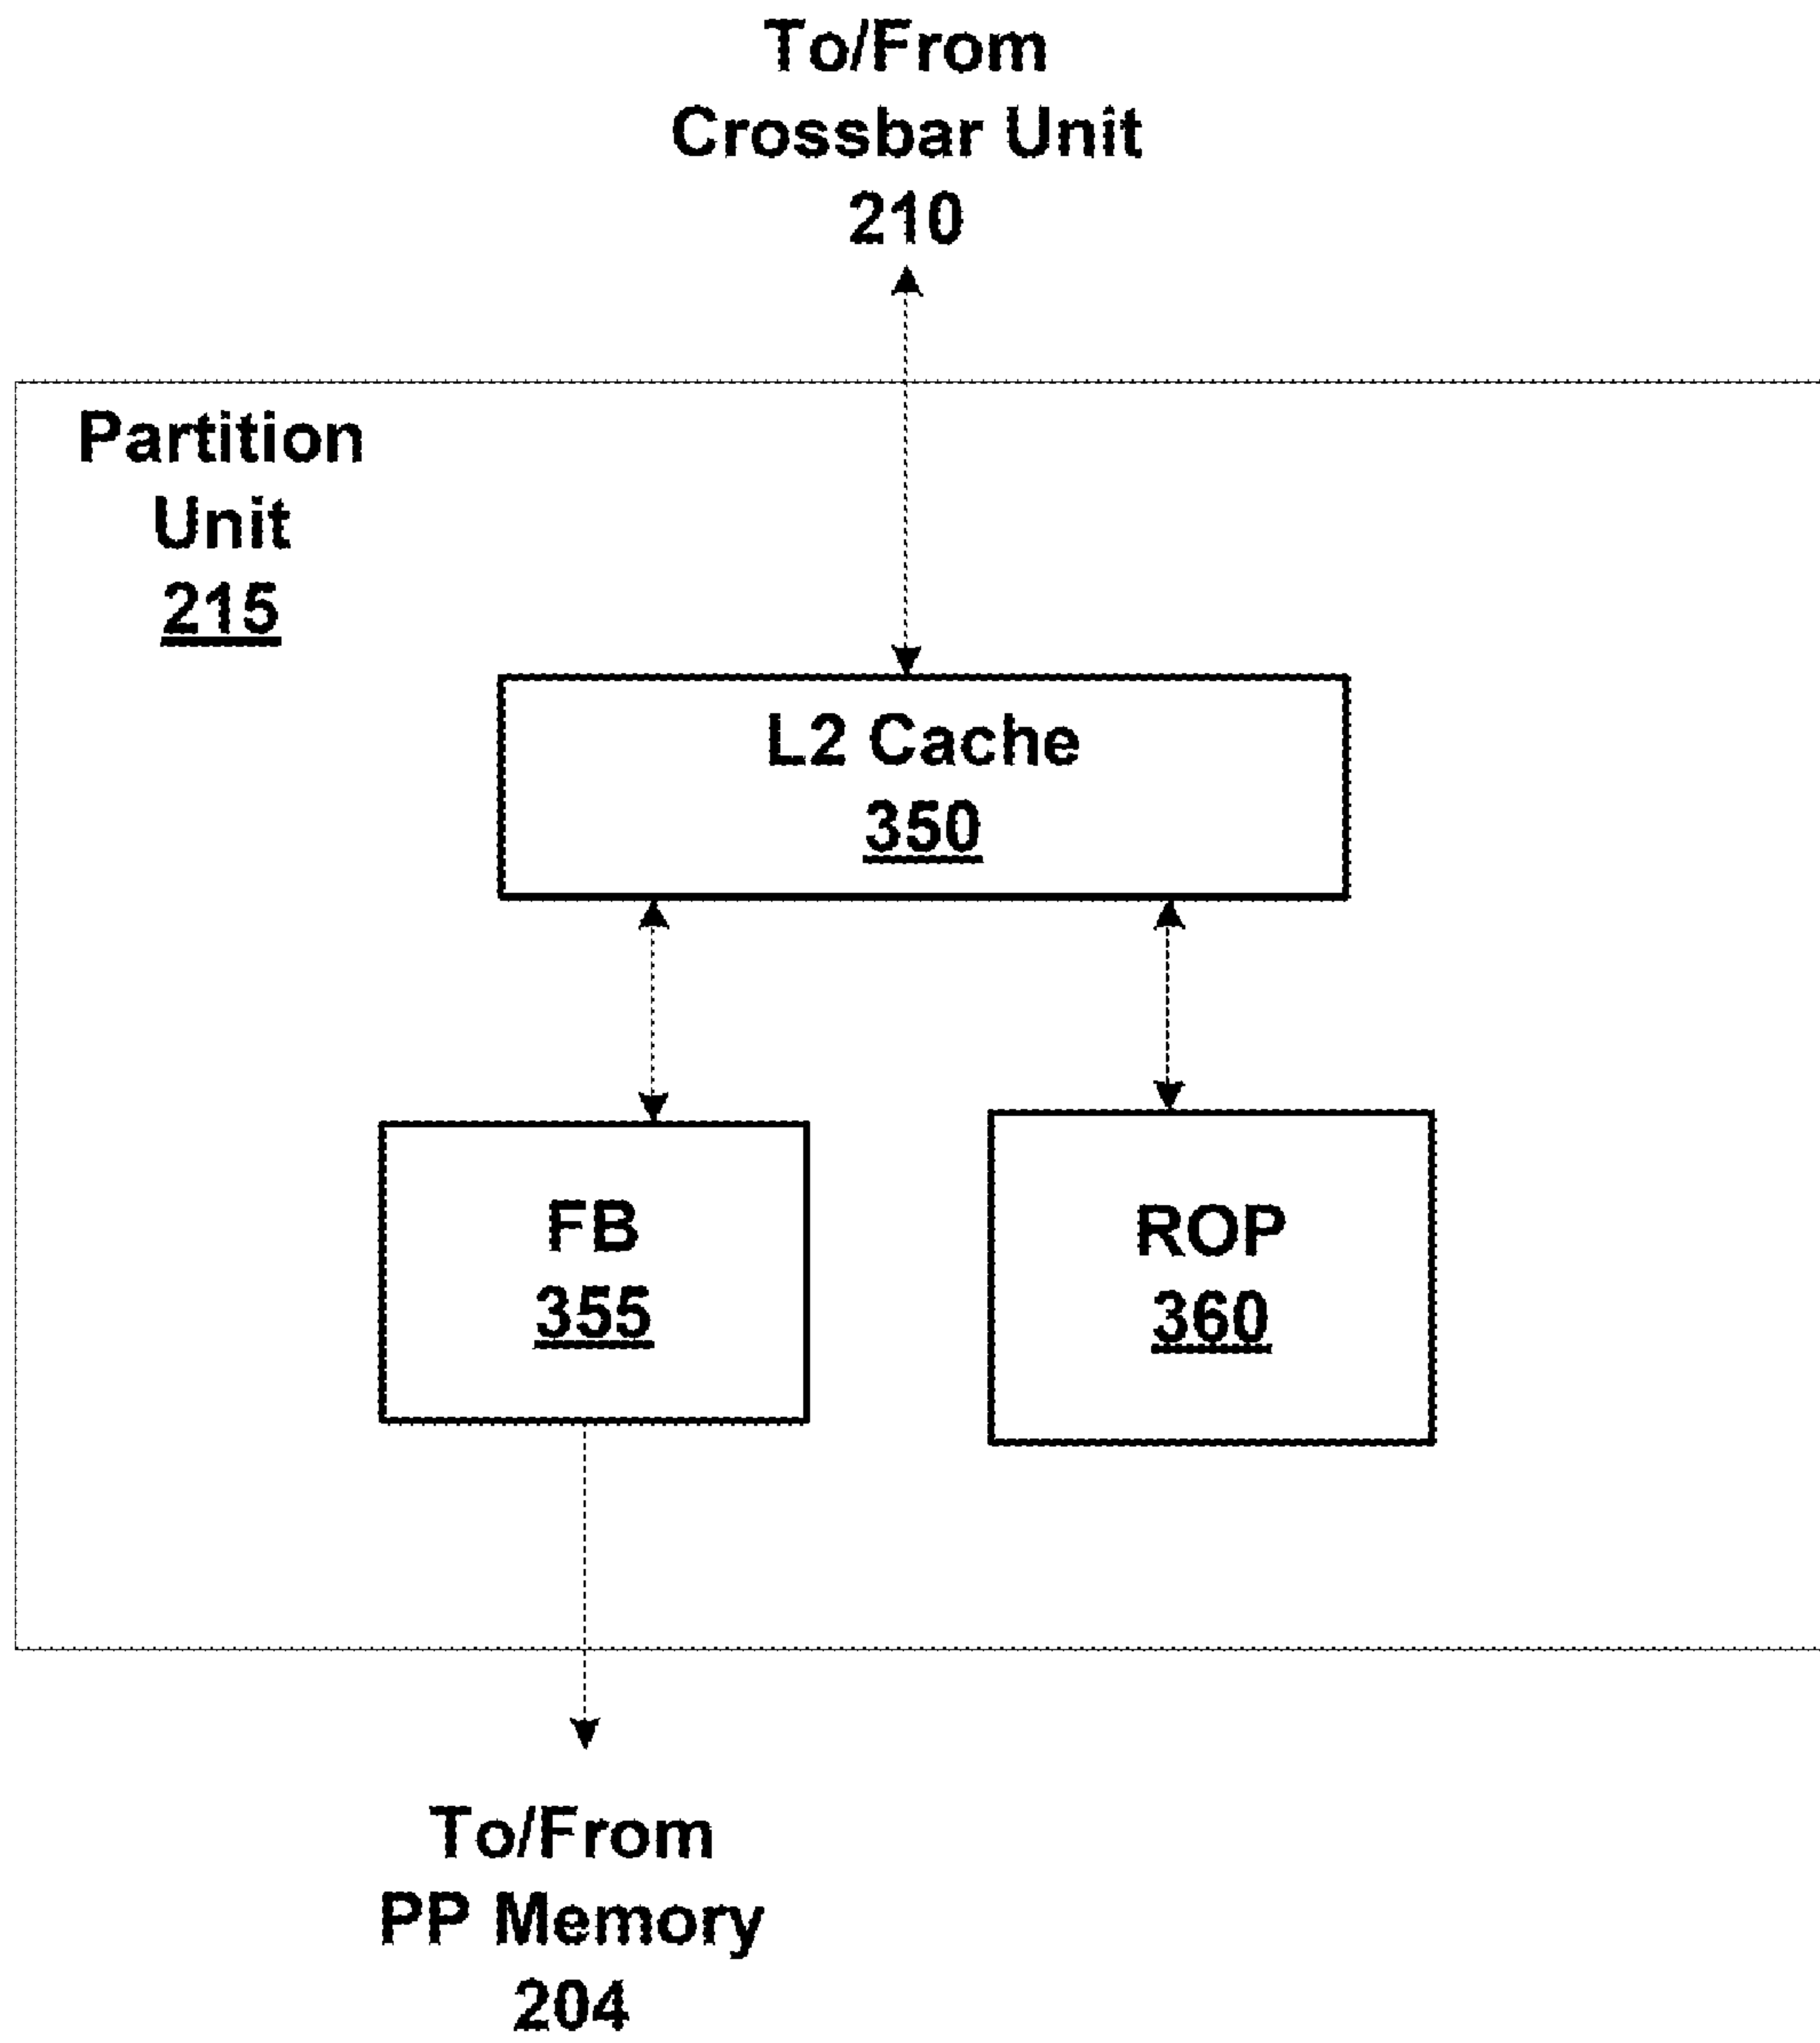 To/From
Crossbar Unit
210
Partition
Unit
215
L2 Cache
350
FB
355
ROP
360
To/From
PP Memory
204